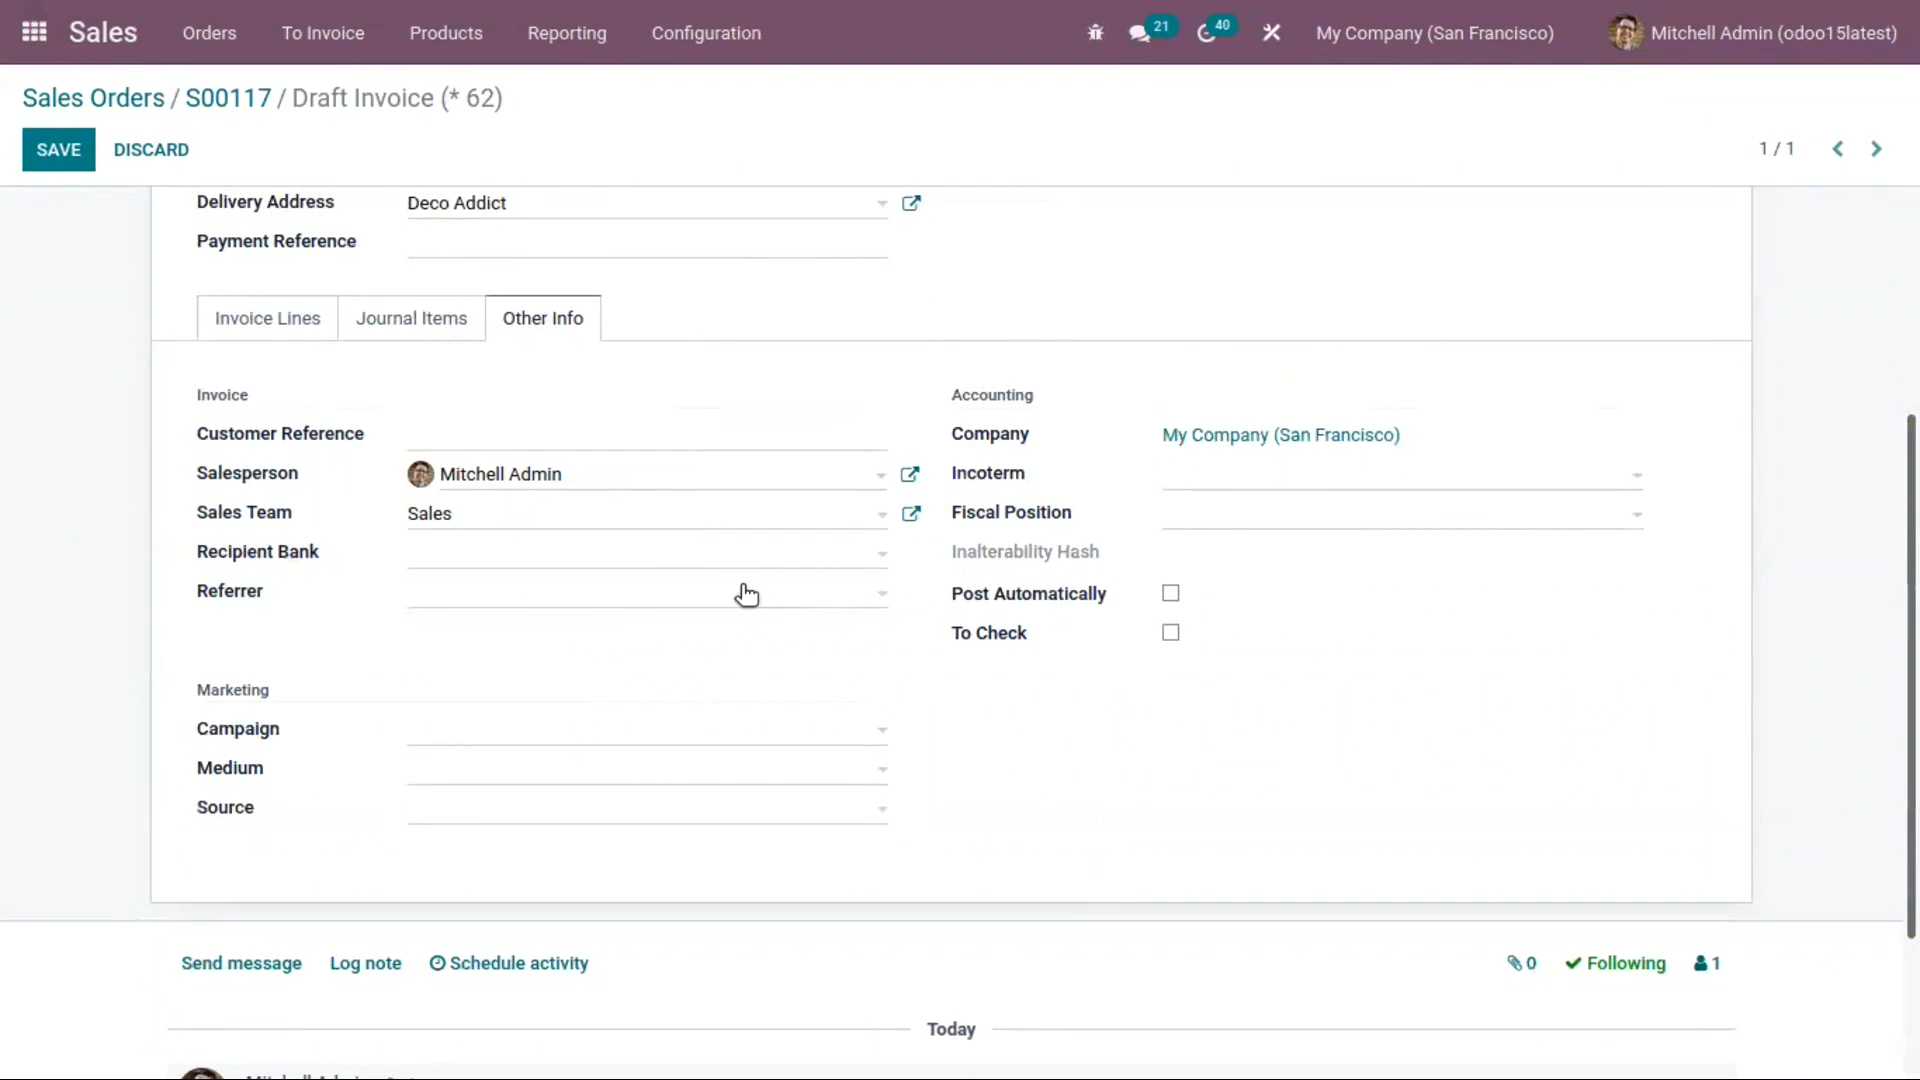 Sales Orders To Invoice Products Reporting Configuration 21 40 My Company (San Francisco) Mitchell Admin (odoo15latest)
Sales Orders / S00117 / Draft Invoice (* 62)
SAVE DISCARD 1 / 1
Delivery Address Deco Addict
Payment Reference
Invoice Lines Journal Items Other Info
Invoice Accounting
Customer Reference Company My Company (San Francisco)
Salesperson Mitchell Admin Incoterm
Sales Team Sales Fiscal Position
Recipient Bank Inalterability Hash
Referrer Post Automatically
To Check
Marketing
Campaign
Medium
Source
Send message Log note Schedule activity 0 Following 1
Today
Mitchell Admin